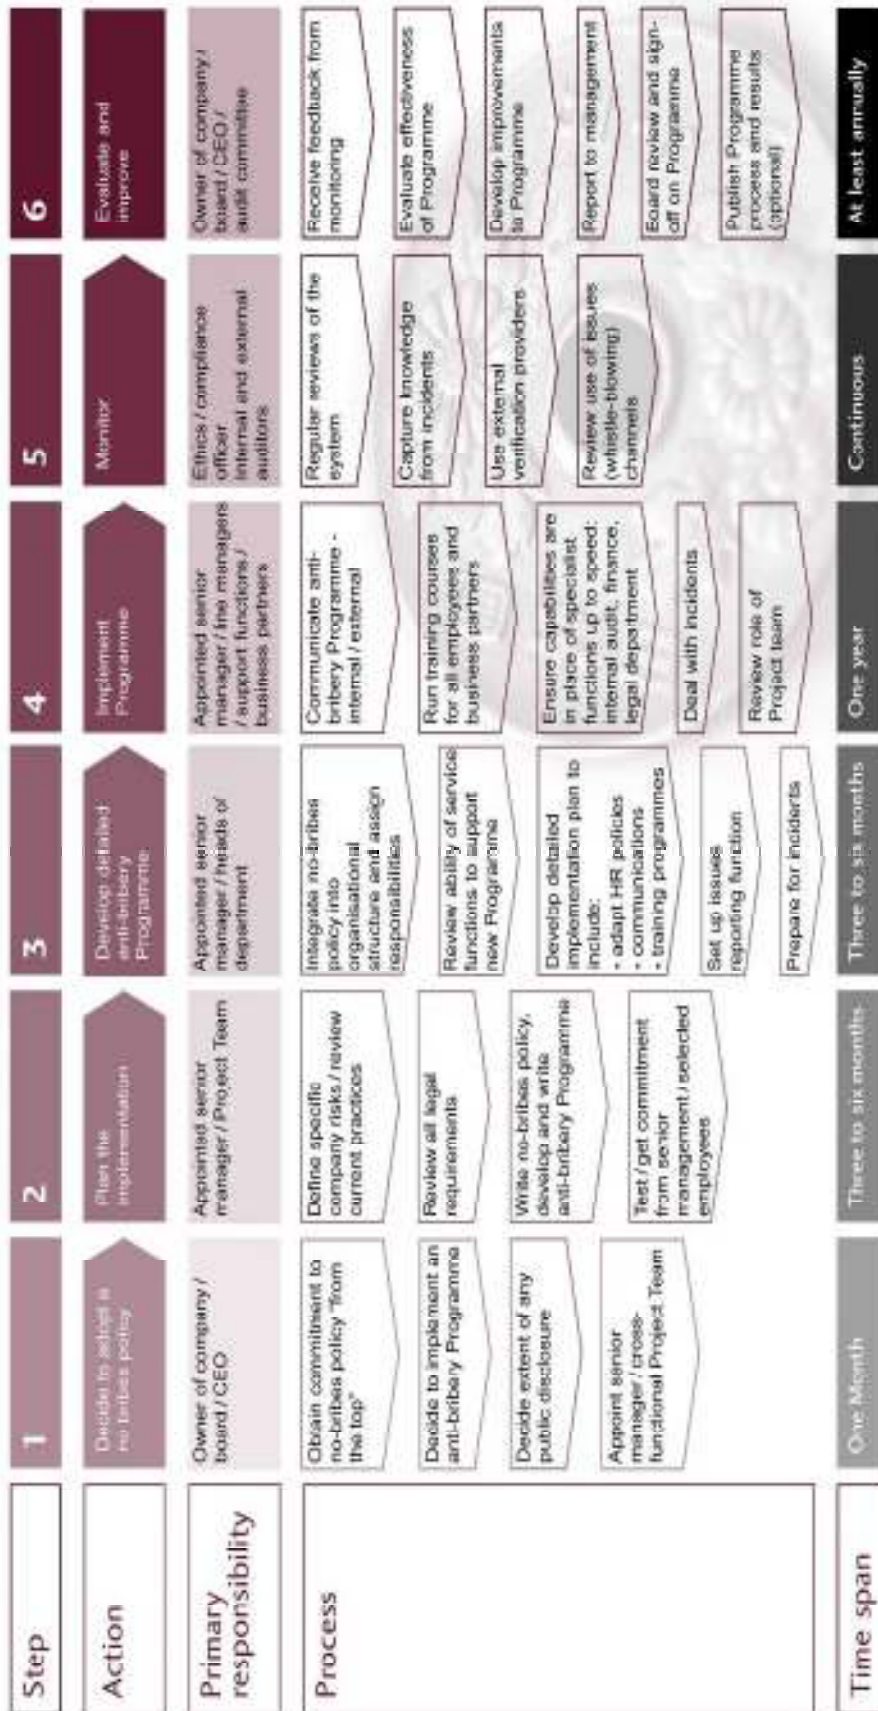 Step
1
2
3
4
5
6
Action
Decide to adopt a
no bribes policy
Plan the
implementation
Develop detailed
anti-bribery
Programme
Implement
Programme
Monitor
Evaluate and
improve
Primary
responsibility
Owner of company /
board / CEO
Appointed senior
manager / Project Team
Appointed senior
manager / heads of
department
Appointed senior
manager / line managers
/ support functions /
business partners
Ethics / compliance
officer
Internal and external
auditors
Owner of company /
board / CEO /
audit committee
Process
Obtain commitment to
no-bribes policy "from
the top"
Decide to implement an
anti-bribery Programme
Decide extent of any
public disclosure
Appoint senior
manager / cross-
functional Project Team
Define specific
company risks / review
current practices
Review all legal
requirements
Write no-bribes policy,
develop and write
anti-bribery Programme
Test / get commitment
from senior
management / selected
employees
Integrate no-bribes
policy into
organisational
structure and assign
responsibilities
Review ability of service
functions to support
new Programme
Develop detailed
implementation plan to
include:
• adapt HR policies
• communications
• training programmes
Set up issues
reporting function
Prepare for incidents
Communicate anti-
bribery Programme -
internal / external
Run training courses
for all employees and
business partners
Ensure capabilities are
in place of specialist
functions up to speed:
internal audit, finance,
legal department
Deal with incidents
Review role of
Project team
Regular reviews of the
system
Capture knowledge
from incidents
Use external
verification providers
Review use of issues
(whistle-blowing)
channels
Receive feedback from
monitoring
Evaluate effectiveness
of Programme
Develop improvements
to Programme
Report to management
Board review and sign-
off on Programme
Publish Programme
process and results
(optional)
Time span
One Month
Three to six months
Three to six months
One year
Continuous
At least annually